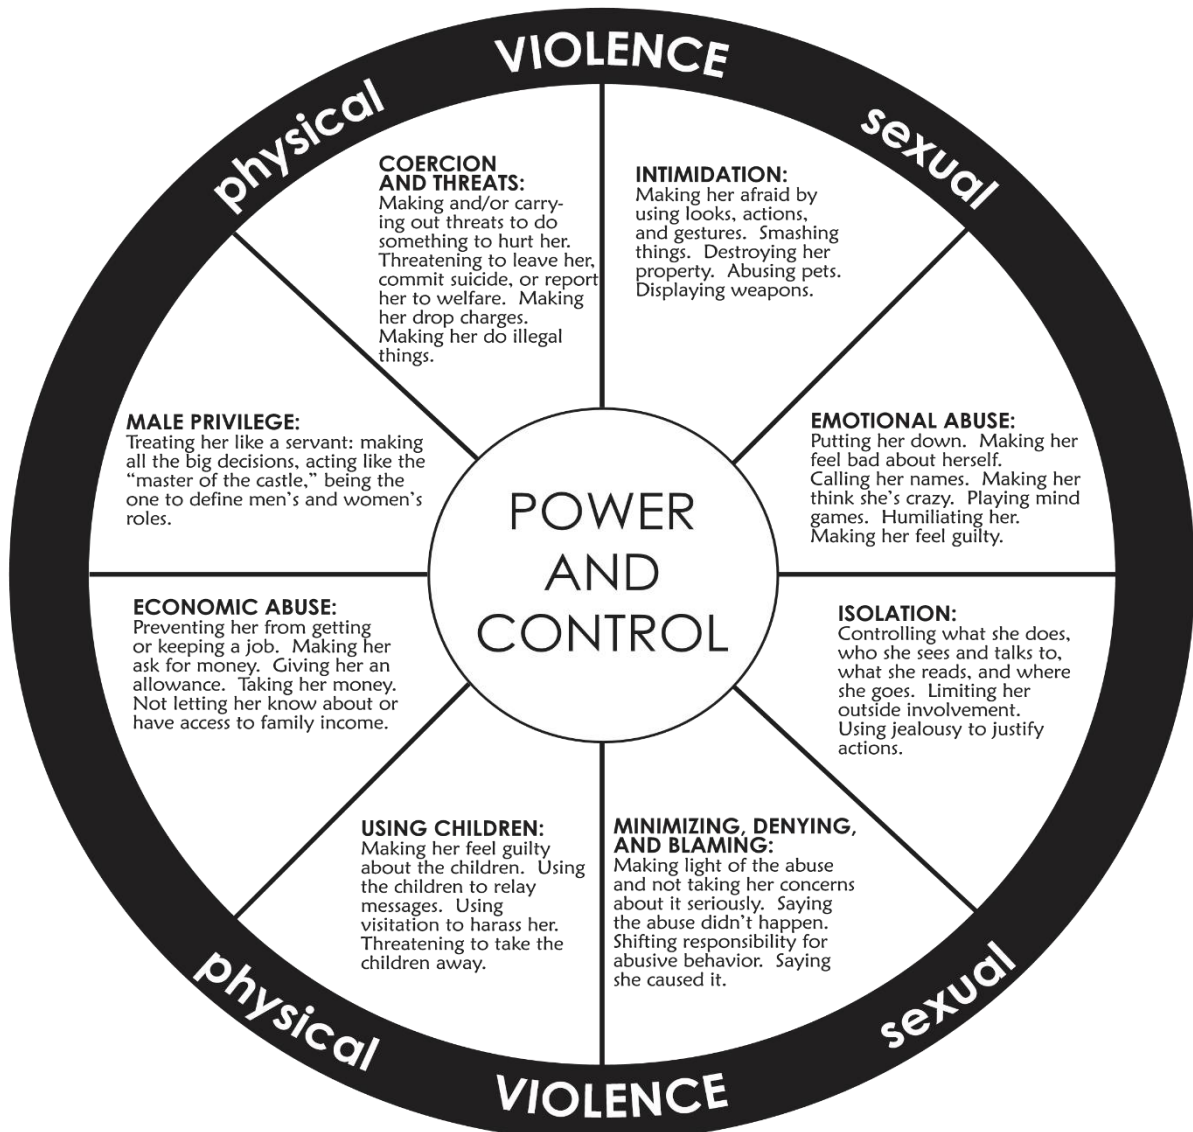 VIOLENCE
physical
sexual
COERCION
AND THREATS:
Making and/or carry-
ing out threats to do
something to hurt her.
Threatening to leave her,
commit suicide, or report
her to welfare.  Making
her drop charges.
Making her do illegal
things.
INTIMIDATION:
Making her afraid by
using looks, actions,
and gestures.  Smashing
things.  Destroying her
property.  Abusing pets.
Displaying weapons.
MALE PRIVILEGE:
Treating her like a servant: making
all the big decisions, acting like the
“master of the castle,” being the
one to define men’s and women’s
roles.
EMOTIONAL ABUSE:
Putting her down.  Making her
feel bad about herself.
Calling her names.  Making her
think she’s crazy.  Playing mind
games.  Humiliating her.
Making her feel guilty.
POWER
AND
CONTROL
ECONOMIC ABUSE:
Preventing her from getting
or keeping a job.  Making her
ask for money.  Giving her an
allowance.  Taking her money.
Not letting her know about or
have access to family income.
ISOLATION:
Controlling what she does,
who she sees and talks to,
what she reads, and where
she goes.  Limiting her
outside involvement.
Using jealousy to justify
actions.
USING CHILDREN:
Making her feel guilty
about the children.  Using
the children to relay
messages.  Using
visitation to harass her.
Threatening to take the
children away.
MINIMIZING, DENYING,
AND BLAMING:
Making light of the abuse
and not taking her concerns
about it seriously.  Saying
the abuse didn’t happen.
Shifting responsibility for
abusive behavior.  Saying
she caused it.
physical
sexual
VIOLENCE